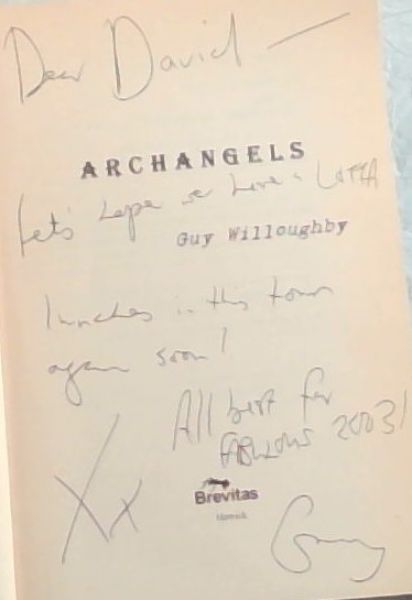 Dear David —
ARCHANGELS
Let's hope we have a LOTTA
Guy Willoughby
lunches in this town
again soon!
All best for
2003!
Brevitas
Xx
Guy